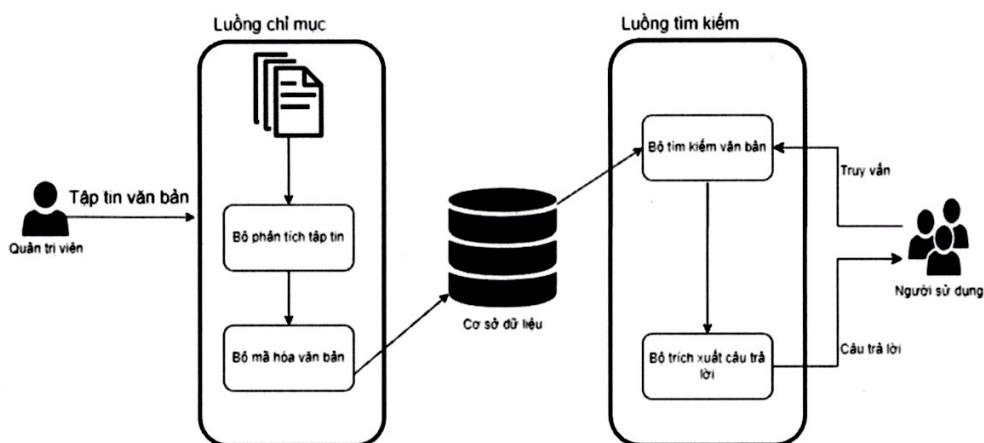 Luồng chỉ mục
Luồng tìm kiếm
Bộ tìm kiếm văn bản
Truy vấn
Tập tin văn bản
Quản trị viên
Bộ phân tích tập tin
Cơ sở dữ liệu
Người sử dụng
Bộ mã hóa văn bản
Bộ trích xuất câu trả
lời
Câu trả lời